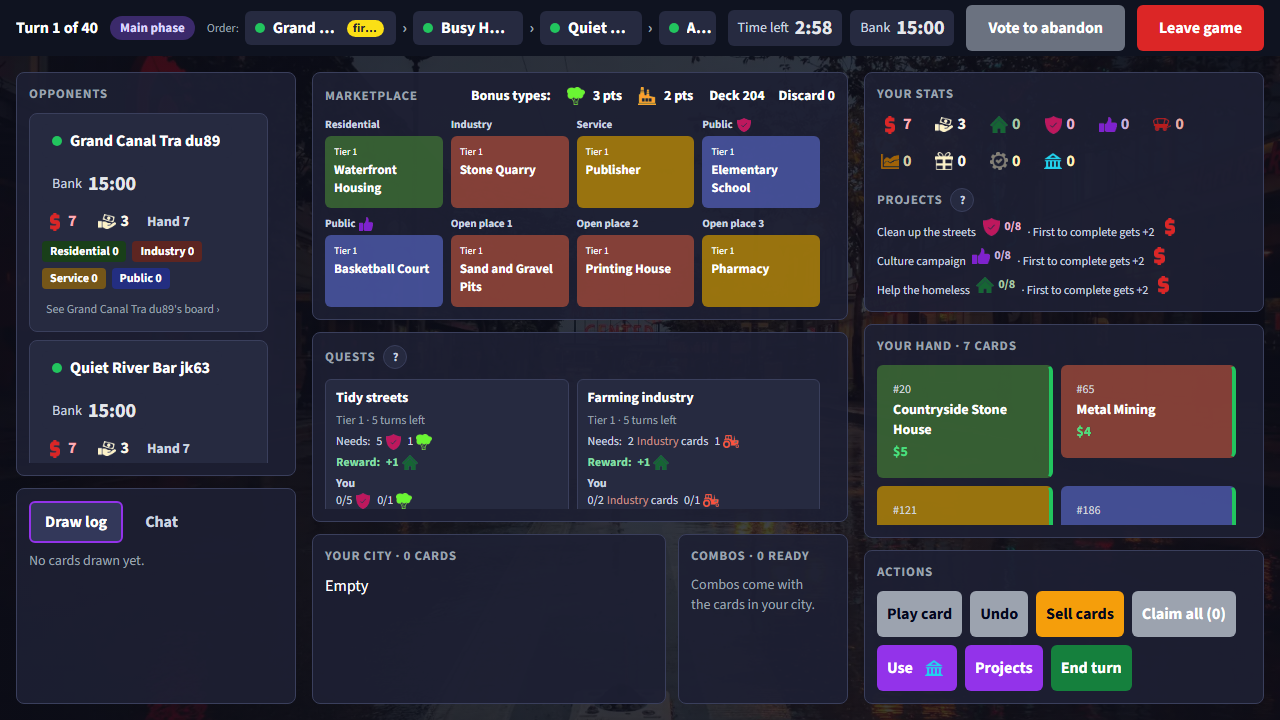 Turn 1 of 40
Main phase
Order:
Grand ...
fir...
›
Busy H...
›
Quiet ...
›
A...
Time left 2:58
Bank 15:00
Vote to abandon
Leave game
OPPONENTS
Grand Canal Tra du89
Bank 15:00
7 3 Hand 7
Residential 0 Industry 0
Service 0 Public 0
See Grand Canal Tra du89's board ›
Quiet River Bar jk63
Bank 15:00
7 3 Hand 7
Draw log
Chat
No cards drawn yet.
MARKETPLACE
Bonus types: 3 pts 2 pts Deck 204 Discard 0
Residential
Tier 1
Waterfront
Housing
Industry
Tier 1
Stone Quarry
Service
Tier 1
Publisher
Public
Tier 1
Elementary
School
Public
Tier 1
Basketball Court
Open place 1
Tier 1
Sand and Gravel
Pits
Open place 2
Tier 1
Printing House
Open place 3
Tier 1
Pharmacy
QUESTS ?
Tidy streets
Tier 1 · 5 turns left
Needs: 5 1
Reward: +1
You
0/5 0/1
Farming industry
Tier 1 · 5 turns left
Needs: 2 Industry cards 1
Reward: +1
You
0/2 Industry cards 0/1
YOUR CITY · 0 CARDS
Empty
COMBOS · 0 READY
Combos come with
the cards in your city.
YOUR STATS
7 3 0 0 0 0
0 0 0 0
PROJECTS ?
Clean up the streets 0/8 · First to complete gets +2
Culture campaign 0/8 · First to complete gets +2
Help the homeless 0/8 · First to complete gets +2
YOUR HAND · 7 CARDS
#20
Countryside Stone
House
$5
#65
Metal Mining
$4
#121
#186
ACTIONS
Play card
Undo
Sell cards
Claim all (0)
Use
Projects
End turn